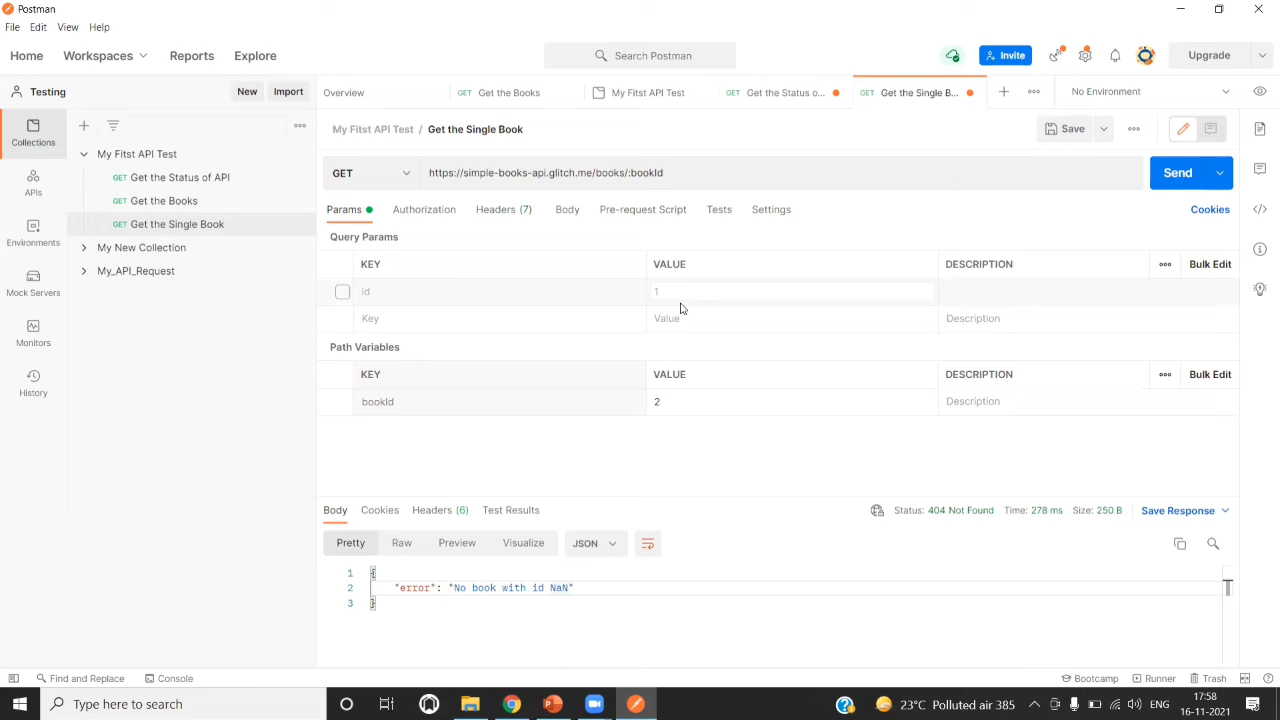 Postman
File Edit View Help
Home Workspaces Reports Explore Search Postman Invite Upgrade
Testing New Import Overview GET Get the Books My Fitst API Test GET Get the Status o... GET Get the Single B... No Environment
Collections
APIs
Environments
Mock Servers
Monitors
History
My Fitst API Test
GET Get the Status of API
GET Get the Books
GET Get the Single Book
My New Collection
My_API_Request
My Fitst API Test / Get the Single Book Save
GET https://simple-books-api.glitch.me/books/:bookId Send
Params Authorization Headers (7) Body Pre-request Script Tests Settings Cookies
Query Params
KEY VALUE DESCRIPTION Bulk Edit
id 1
Key Value Description
Path Variables
KEY VALUE DESCRIPTION Bulk Edit
bookId 2 Description
Body Cookies Headers (6) Test Results Status: 404 Not Found Time: 278 ms Size: 250 B Save Response
Pretty Raw Preview Visualize JSON
1 {
2 "error": "No book with id NaN"
3 }
Find and Replace Console Bootcamp Runner Trash
Type here to search 23°C Polluted air 385 ENG 17:58
16-11-2021